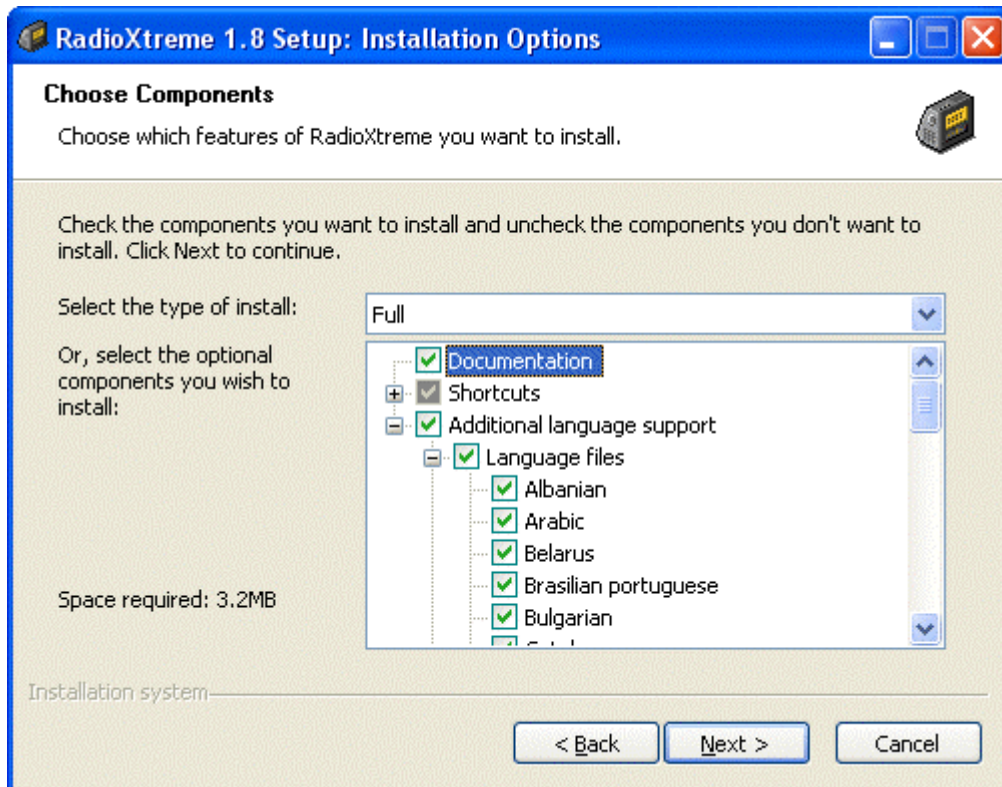 RadioXtreme 1.8 Setup: Installation Options
Choose Components
Choose which features of RadioXtreme you want to install.
Check the components you want to install and uncheck the components you don't want to
install. Click Next to continue.
Select the type of install:
Full
Or, select the optional
components you wish to
install:
Documentation
Shortcuts
Additional language support
Language files
Albanian
Arabic
Belarus
Brasilian portuguese
Bulgarian
Space required: 3.2MB
Installation system
< Back
Next >
Cancel